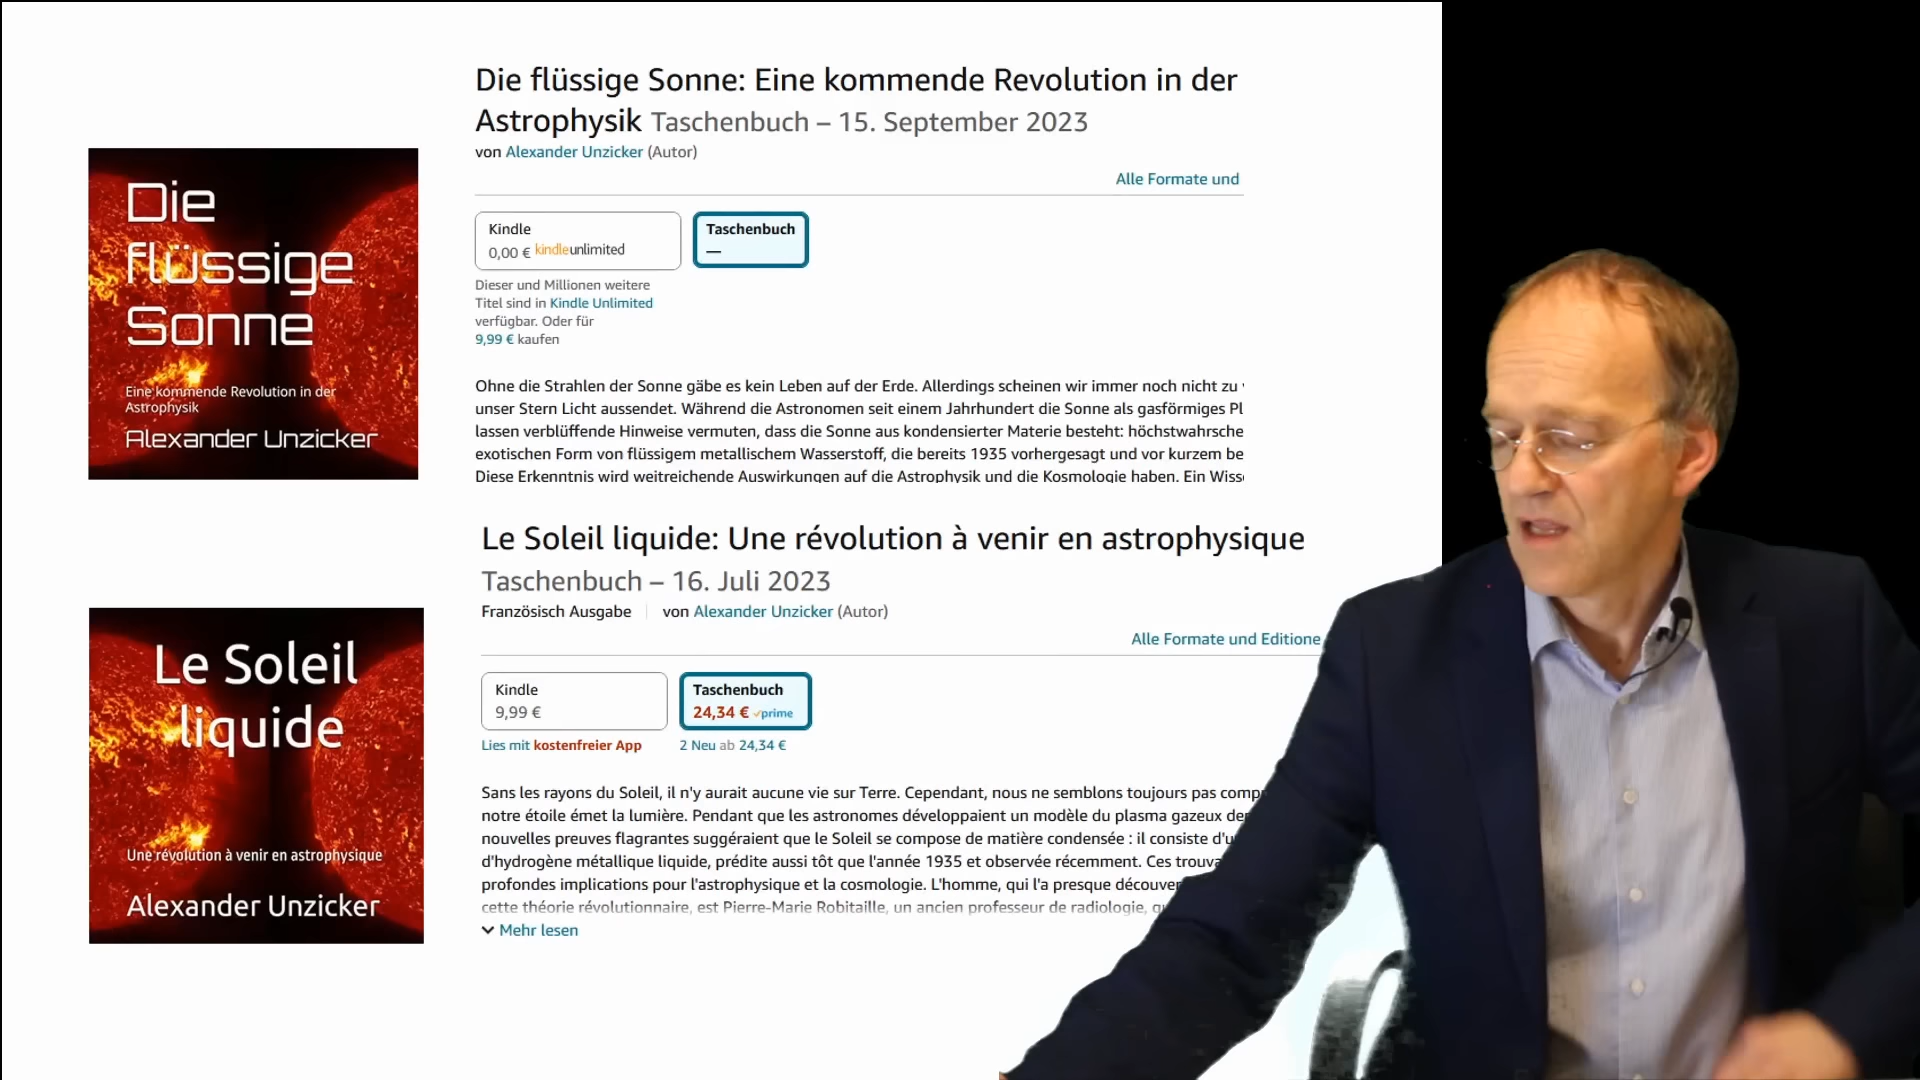 Die flüssige Sonne: Eine kommende Revolution in der
Astrophysik Taschenbuch – 15. September 2023
von Alexander Unzicker (Autor)
Alle Formate und
Die
flüssige
Sonne
Eine kommende Revolution in der
Astrophysik
Alexander Unzicker
Kindle
0,00 € kindleunlimited
Taschenbuch
—
Dieser und Millionen weitere
Titel sind in Kindle Unlimited
verfügbar. Oder für
9,99 € kaufen
Ohne die Strahlen der Sonne gäbe es kein Leben auf der Erde. Allerdings scheinen wir immer noch nicht zu
unser Stern Licht aussendet. Während die Astronomen seit einem Jahrhundert die Sonne als gasförmiges Pl
lassen verblüffende Hinweise vermuten, dass die Sonne aus kondensierter Materie besteht: höchstwahrsche
exotischen Form von flüssigem metallischem Wasserstoff, die bereits 1935 vorhergesagt und vor kurzem be
Diese Erkenntnis wird weitreichende Auswirkungen auf die Astrophysik und die Kosmologie haben. Ein Wiss
Le Soleil liquide: Une révolution à venir en astrophysique
Taschenbuch – 16. Juli 2023
Französisch Ausgabe von Alexander Unzicker (Autor)
Alle Formate und Editione
Le Soleil
liquide
Une révolution à venir en astrophysique
Alexander Unzicker
Kindle
9,99 €
Taschenbuch
24,34 € prime
Lies mit kostenfreier App
2 Neu ab 24,34 €
Sans les rayons du Soleil, il n'y aurait aucune vie sur Terre. Cependant, nous ne semblons toujours pas comp
notre étoile émet la lumière. Pendant que les astronomes développaient un modèle du plasma gazeux de
nouvelles preuves flagrantes suggéraient que le Soleil se compose de matière condensée : il consiste d'u
d'hydrogène métallique liquide, prédite aussi tôt que l'année 1935 et observée récemment. Ces trouva
profondes implications pour l'astrophysique et la cosmologie. L'homme, qui l'a presque découver
cette théorie révolutionnaire, est Pierre-Marie Robitaille, un ancien professeur de radiologie, q
Mehr lesen